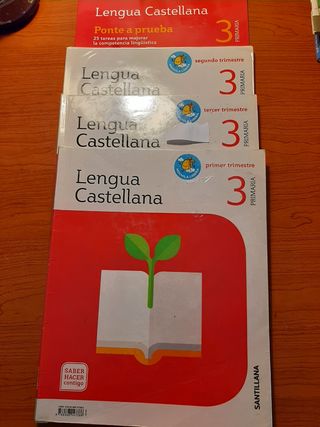 Lengua Castellana
Ponte a prueba
25 tareas para mejorar
la competencia lingüística
3
PRIMARIA
segundo trimestre
Lengua
Castellana
3
PRIMARIA
tercer trimestre
Lengua
Castellana
3
PRIMARIA
primer trimestre
Lengua
Castellana
3
PRIMARIA
SABER
HACER
contigo
SANTILLANA